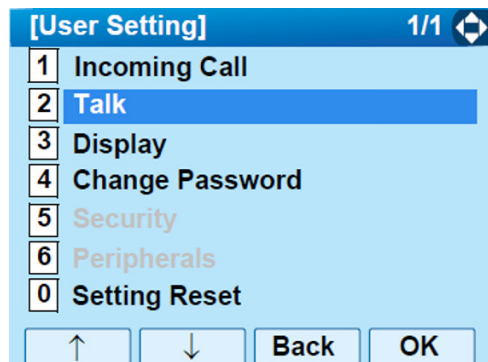 [User Setting] 1/1
1 Incoming Call
2 Talk
3 Display
4 Change Password
5 Security
6 Peripherals
0 Setting Reset
↑ ↓ Back OK